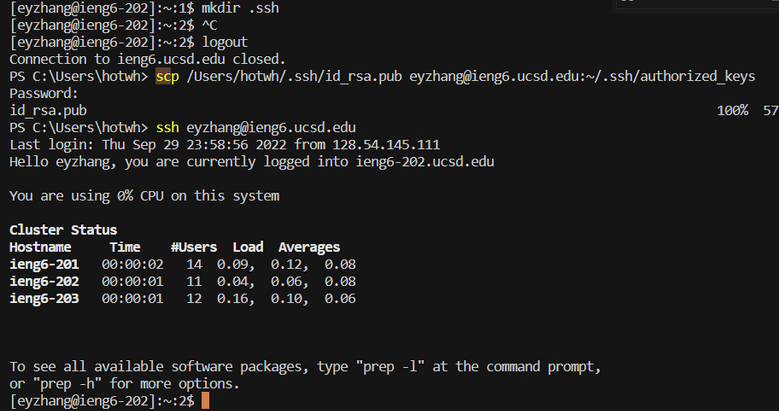 [eyzhang@ieng6-202]:~:1$ mkdir .ssh
[eyzhang@ieng6-202]:~:2$ ^C
[eyzhang@ieng6-202]:~:2$ logout
Connection to ieng6.ucsd.edu closed.
PS C:\Users\hotwh> scp /Users/hotwh/.ssh/id_rsa.pub eyzhang@ieng6.ucsd.edu:~/.ssh/authorized_keys
Password:
id_rsa.pub 100% 57
PS C:\Users\hotwh> ssh eyzhang@ieng6.ucsd.edu
Last login: Thu Sep 29 23:58:56 2022 from 128.54.145.111
Hello eyzhang, you are currently logged into ieng6-202.ucsd.edu
You are using 0% CPU on this system
Cluster Status
Hostname Time #Users Load Averages
ieng6-201 00:00:02 14 0.09, 0.12, 0.08
ieng6-202 00:00:01 11 0.04, 0.06, 0.08
ieng6-203 00:00:01 12 0.16, 0.10, 0.06
To see all available software packages, type "prep -l" at the command prompt,
or "prep -h" for more options.
[eyzhang@ieng6-202]:~:2$